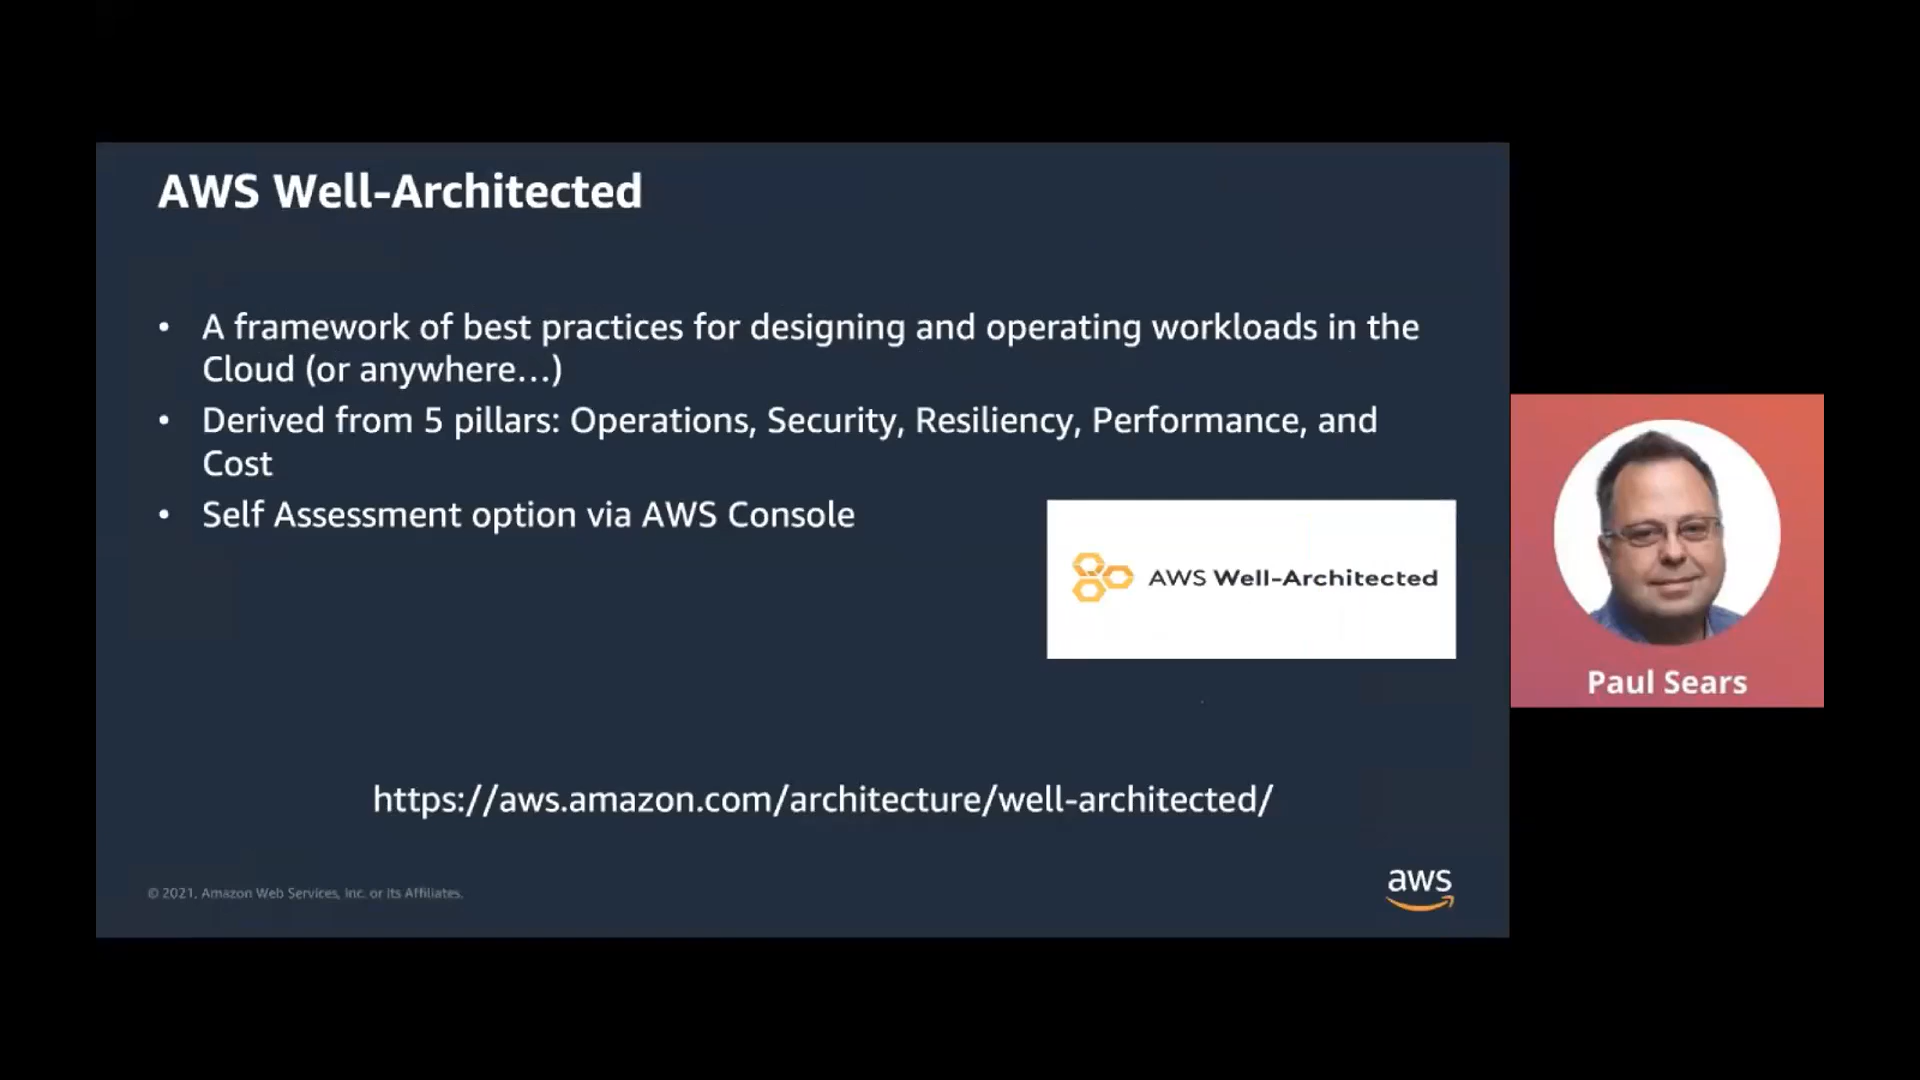 AWS Well-Architected
• A framework of best practices for designing and operating workloads in the
Cloud (or anywhere...)
• Derived from 5 pillars: Operations, Security, Resiliency, Performance, and
Cost
• Self Assessment option via AWS Console
AWS Well-Architected
Paul Sears
https://aws.amazon.com/architecture/well-architected/
© 2021, Amazon Web Services, Inc. or its Affiliates.
aws